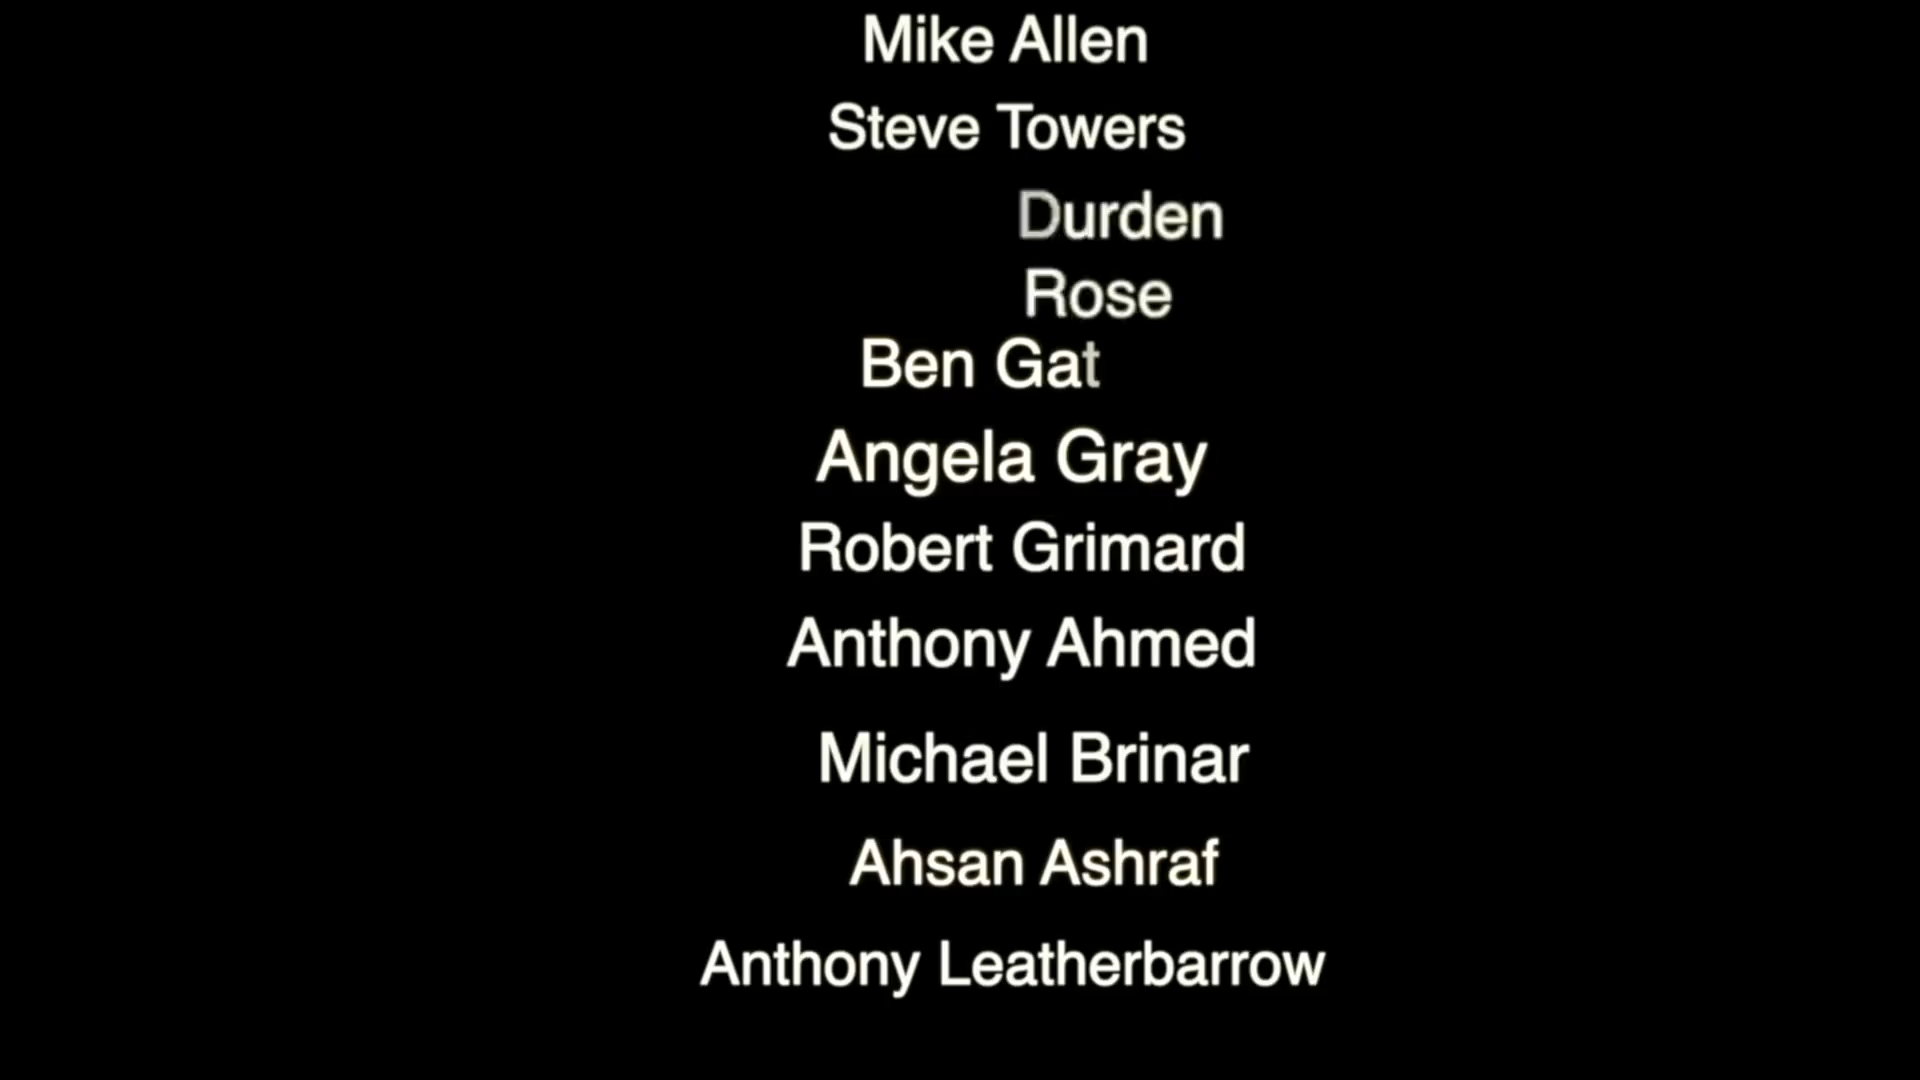 Mike Allen
Steve Towers
Durden
Rose
Ben Gat
Angela Gray
Robert Grimard
Anthony Ahmed
Michael Brinar
Ahsan Ashraf
Anthony Leatherbarrow